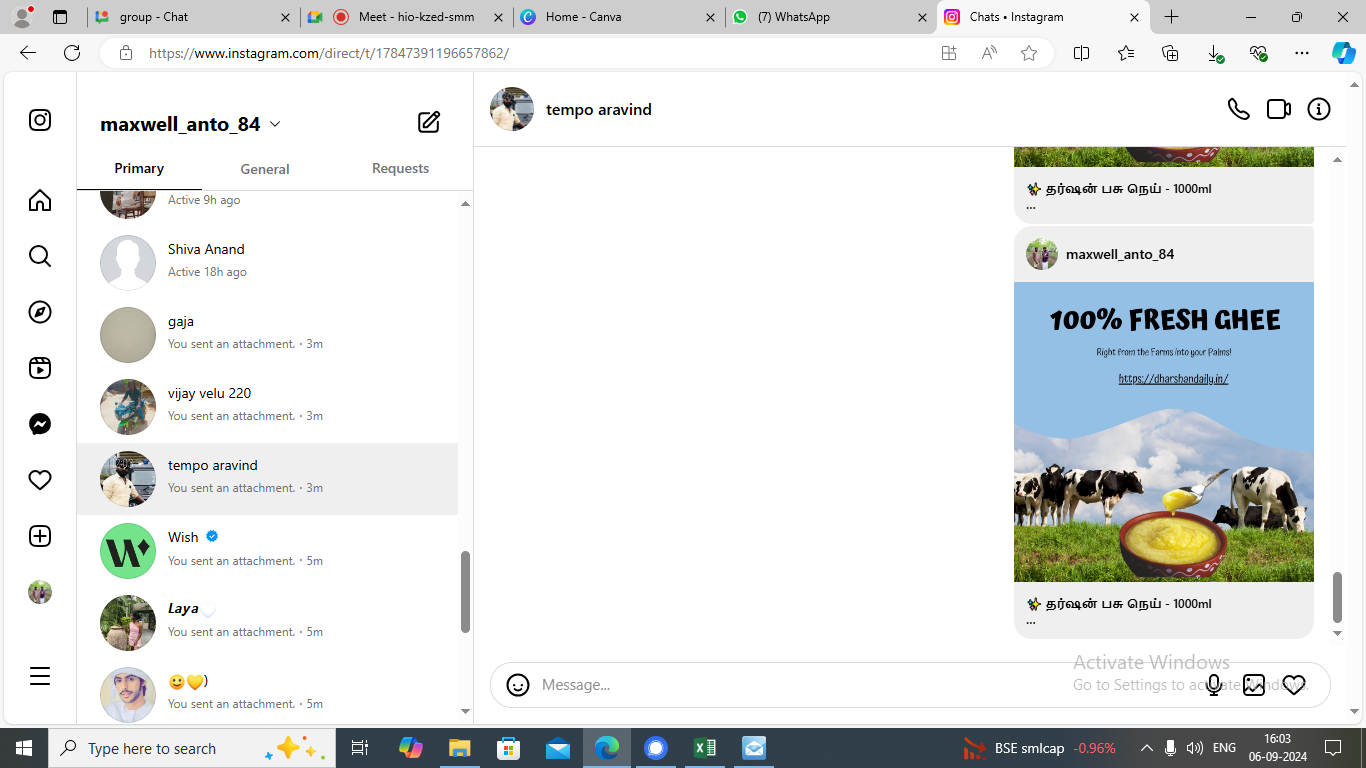 group - Chat
Meet - hio-kzed-smm
Home - Canva
(7) WhatsApp
Chats • Instagram
https://www.instagram.com/direct/t/17847391196657862/
maxwell_anto_84
Primary
General
Requests
Active 9h ago
Shiva Anand
Active 18h ago
gaja
You sent an attachment. · 3m
vijay velu 220
You sent an attachment. · 3m
tempo aravind
You sent an attachment. · 3m
Wish
You sent an attachment. · 5m
Laya
You sent an attachment. · 5m
😃💛)
You sent an attachment. · 5m
tempo aravind
✨ தர்ஷன் பசு நெய் - 1000ml
...
maxwell_anto_84
100% FRESH GHEE
Right from the Farms into your Palms!
https://dharshandaily.in/
✨ தர்ஷன் பசு நெய் - 1000ml
...
Message...
Activate Windows
Go to Settings to activate Windows.
Type here to search
BSE smlcap -0.96%
ENG
16:03
06-09-2024